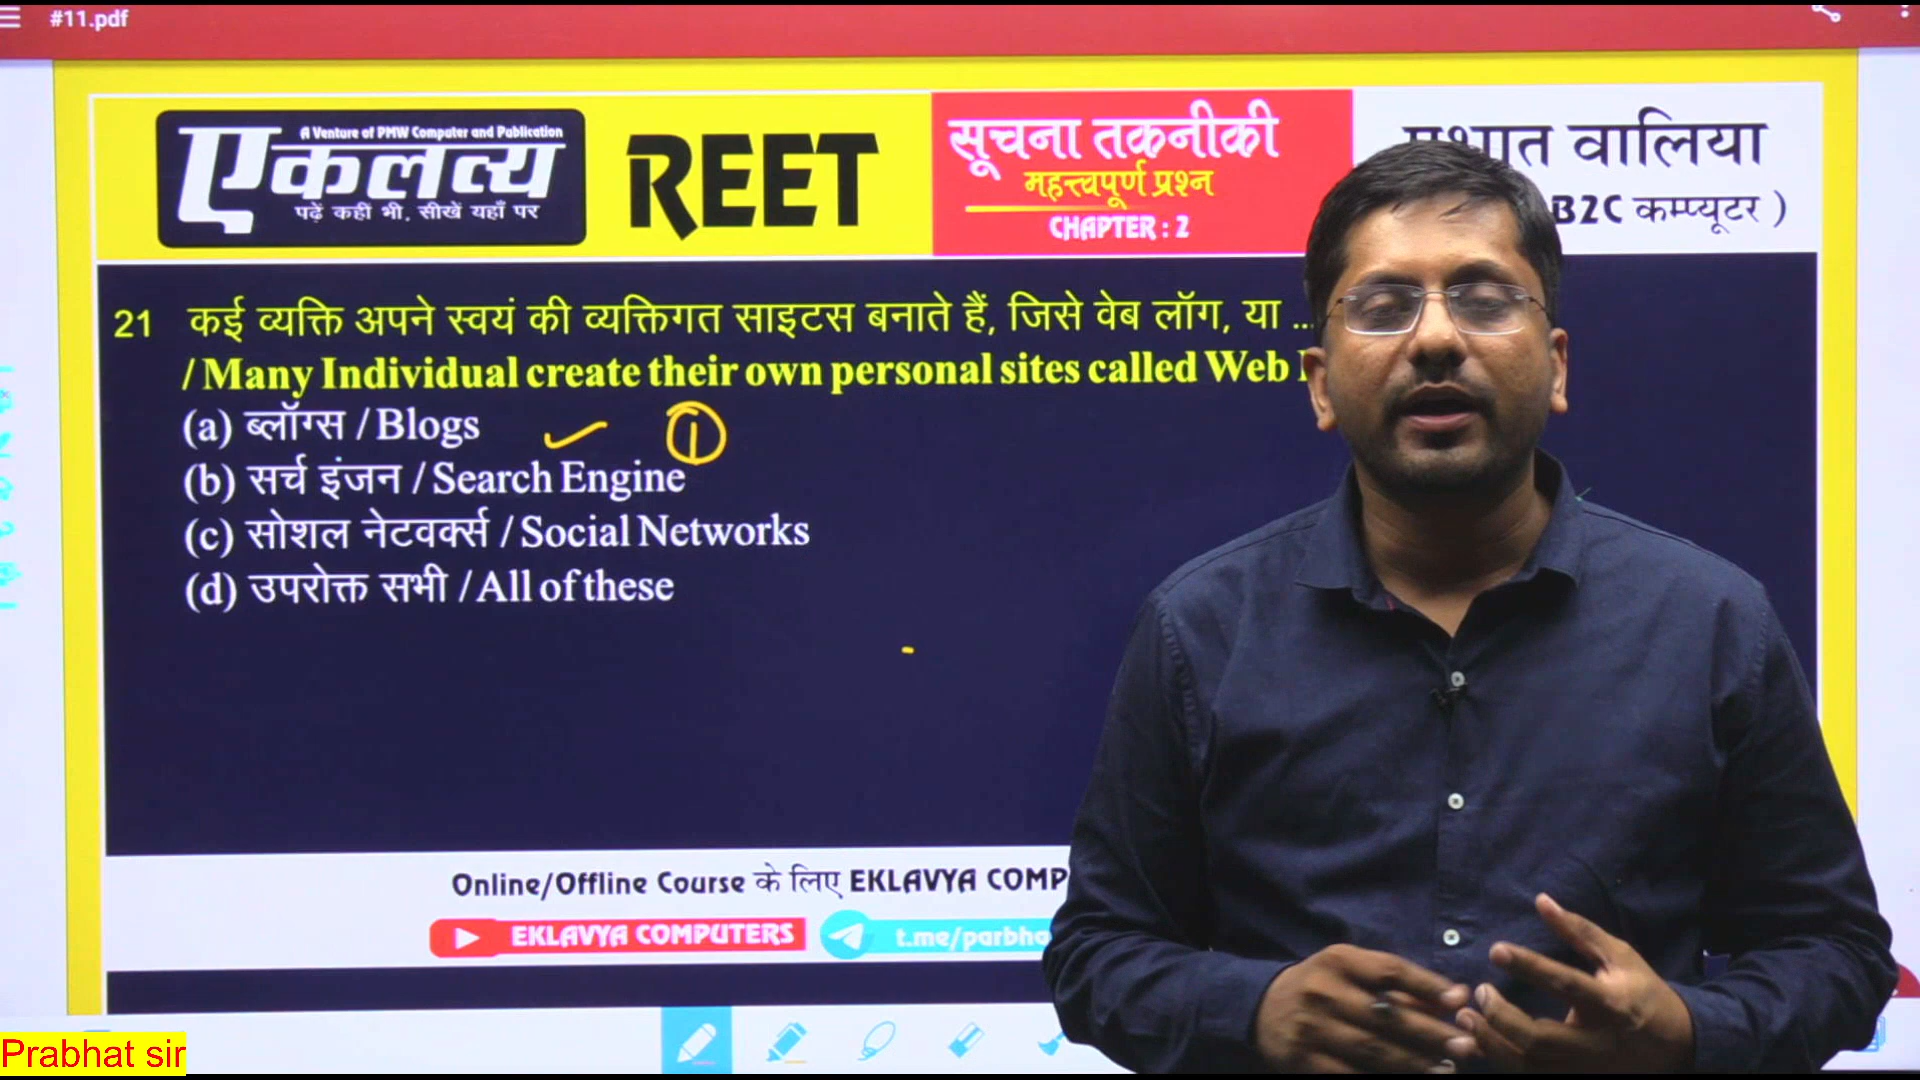 #11.pdf
A Venture of PMW Computer and Publication
एकलव्य
पढ़ें कहीं भी, सीखें यहाँ पर
REET
सूचना तकनीकी
महत्त्वपूर्ण प्रश्न
CHAPTER : 2
वालिया
B2C कम्प्यूटर )
21 कई व्यक्ति अपने स्वयं की व्यक्तिगत साइटस बनाते हैं, जिसे वेब लॉग, या ...
/ Many Individual create their own personal sites called Web
(a) ब्लॉग्स / Blogs
1
(b) सर्च इंजन / Search Engine
(c) सोशल नेटवर्क्स / Social Networks
(d) उपरोक्त सभी / All of these
Online/Offline Course के लिए EKLAVYA COMP
EKLAVYA COMPUTERS
t.me/parbha
Prabhat sir